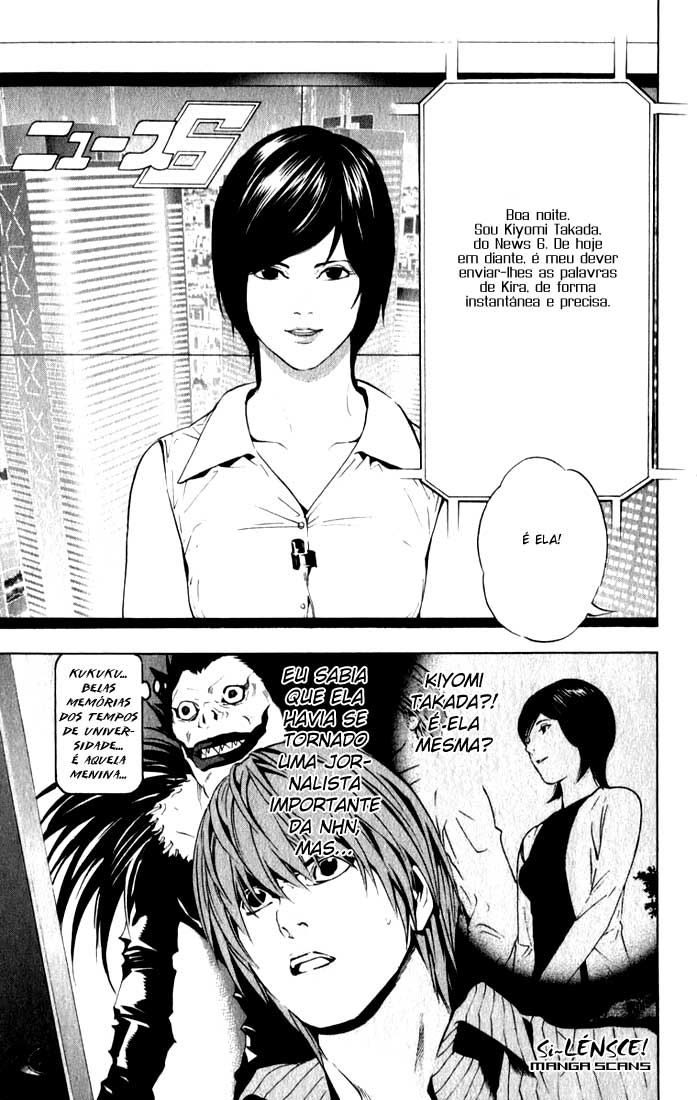 ニュース6
Boa noite.
Sou Kiyomi Takada,
do News 6. De hoje
em diante, é meu dever
enviar-lhes as palavras
de Kira, de forma
instantânea e precisa.
É ELA!
KIYOMI
TAKADA?!
É ELA
MESMA?
EU SABIA
QUE ELA
HAVIA SE
TORNADO
UMA JOR-
NALISTA
IMPORTANTE
DA NHN,
MAS...
KUKUKU...
BELAS
MEMÓRIAS
DOS TEMPOS
DE UNIVER-
SIDADE...
É AQUELA
MENINA...
Si~LÉNSCE!
MANGA SCANS